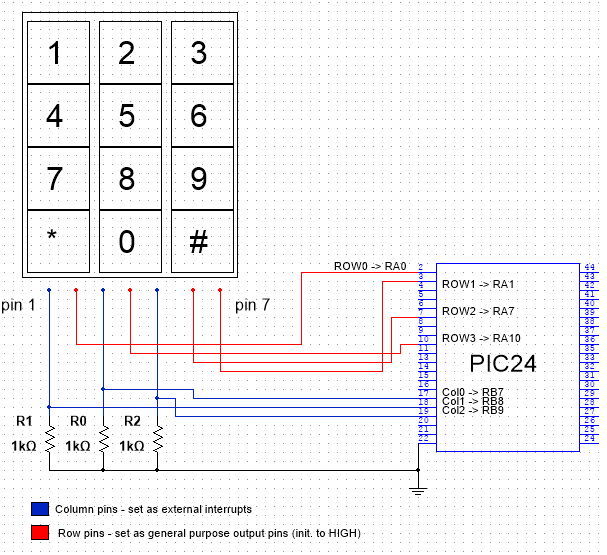 1 2 3
4 5 6
7 8 9
* 0 #
pin 1
pin 7
ROW0 -> RA0
ROW1 -> RA1
ROW2 -> RA7
ROW3 -> RA10
PIC24
Col0 -> RB7
Col1 -> RB8
Col2 -> RB9
2
3
4
5
6
7
8
9
10
11
13
14
15
16
17
18
19
20
21
22
44
43
42
41
40
39
38
37
36
35
33
32
31
30
29
28
27
26
25
24
R1 R0 R2
1kΩ 1kΩ 1kΩ
Column pins - set as external interrupts
Row pins - set as general purpose output pins (init. to HIGH)